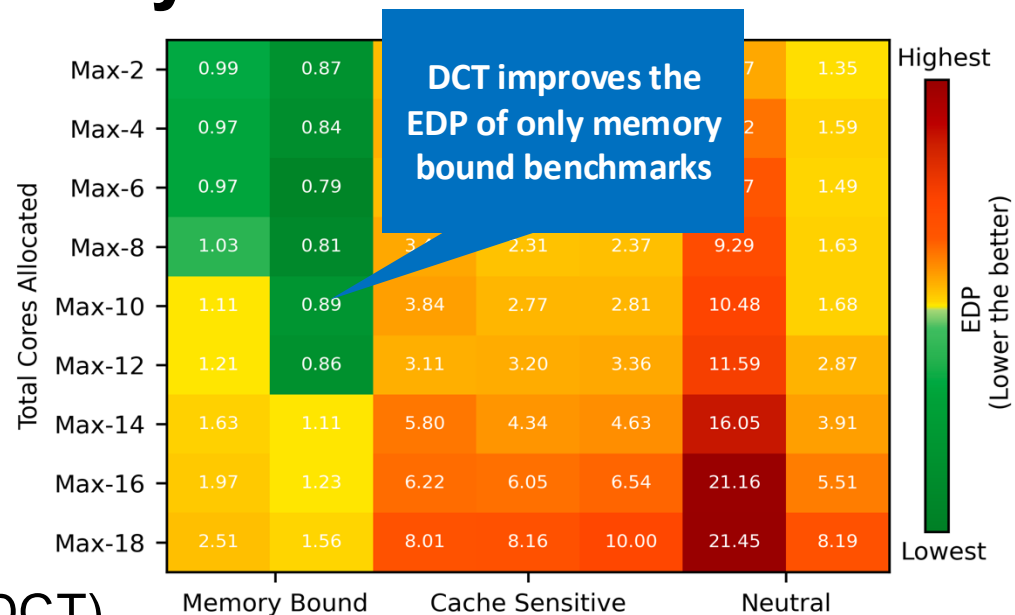 Highest
Max-2 0.99 0.87 1.35
DCT improves the
EDP of only memory
bound benchmarks
Max-4 0.97 0.84 1.59
Max-6 0.97 0.79 1.49
Max-8 1.03 0.81 2.31 2.37 9.29 1.63
Max-10 1.11 0.89 3.84 2.77 2.81 10.48 1.68
Max-12 1.21 0.86 3.11 3.20 3.36 11.59 2.87
Max-14 1.63 1.11 5.80 4.34 4.63 16.05 3.91
Max-16 1.97 1.23 6.22 6.05 6.54 21.16 5.51
Max-18 2.51 1.56 8.01 8.16 10.00 21.45 8.19
Lowest
Total Cores Allocated
EDP
(Lower the better)
Memory Bound Cache Sensitive Neutral